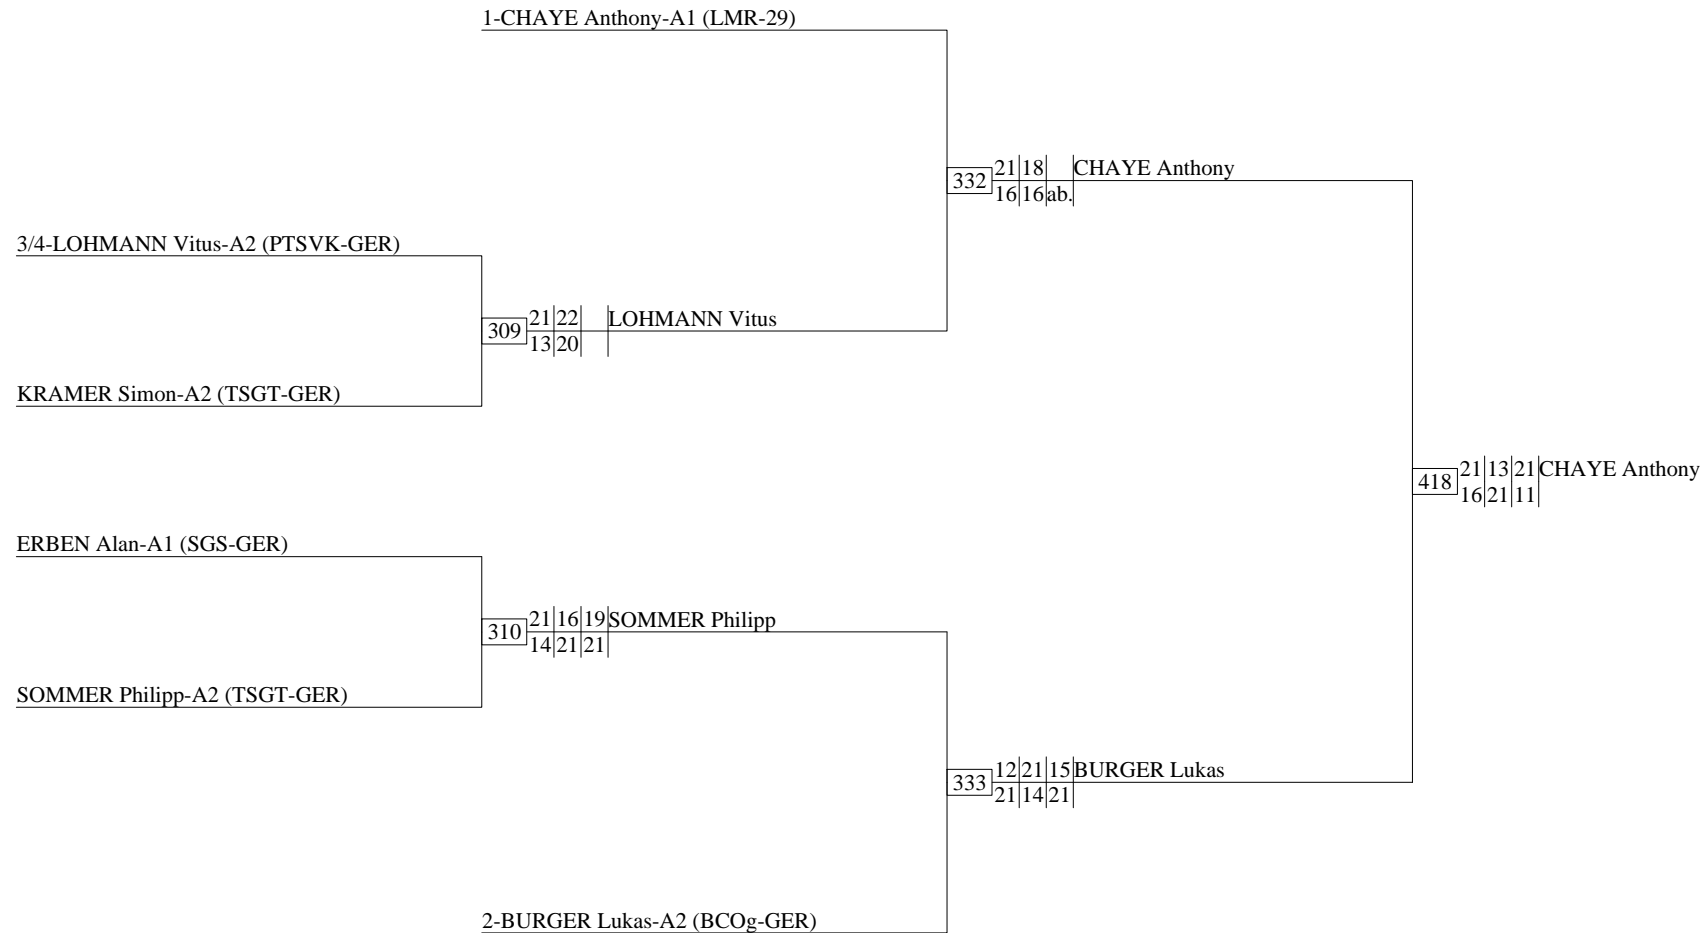 1-CHAYE Anthony-A1 (LMR-29)
332 21 18 CHAYE Anthony
16 16 ab.
3/4-LOHMANN Vitus-A2 (PTSVK-GER)
309 21 22 LOHMANN Vitus
13 20
KRAMER Simon-A2 (TSGT-GER)
418 21 13 21 CHAYE Anthony
16 21 11
ERBEN Alan-A1 (SGS-GER)
310 21 16 19 SOMMER Philipp
14 21 21
SOMMER Philipp-A2 (TSGT-GER)
333 12 21 15 BURGER Lukas
21 14 21
2-BURGER Lukas-A2 (BCOg-GER)